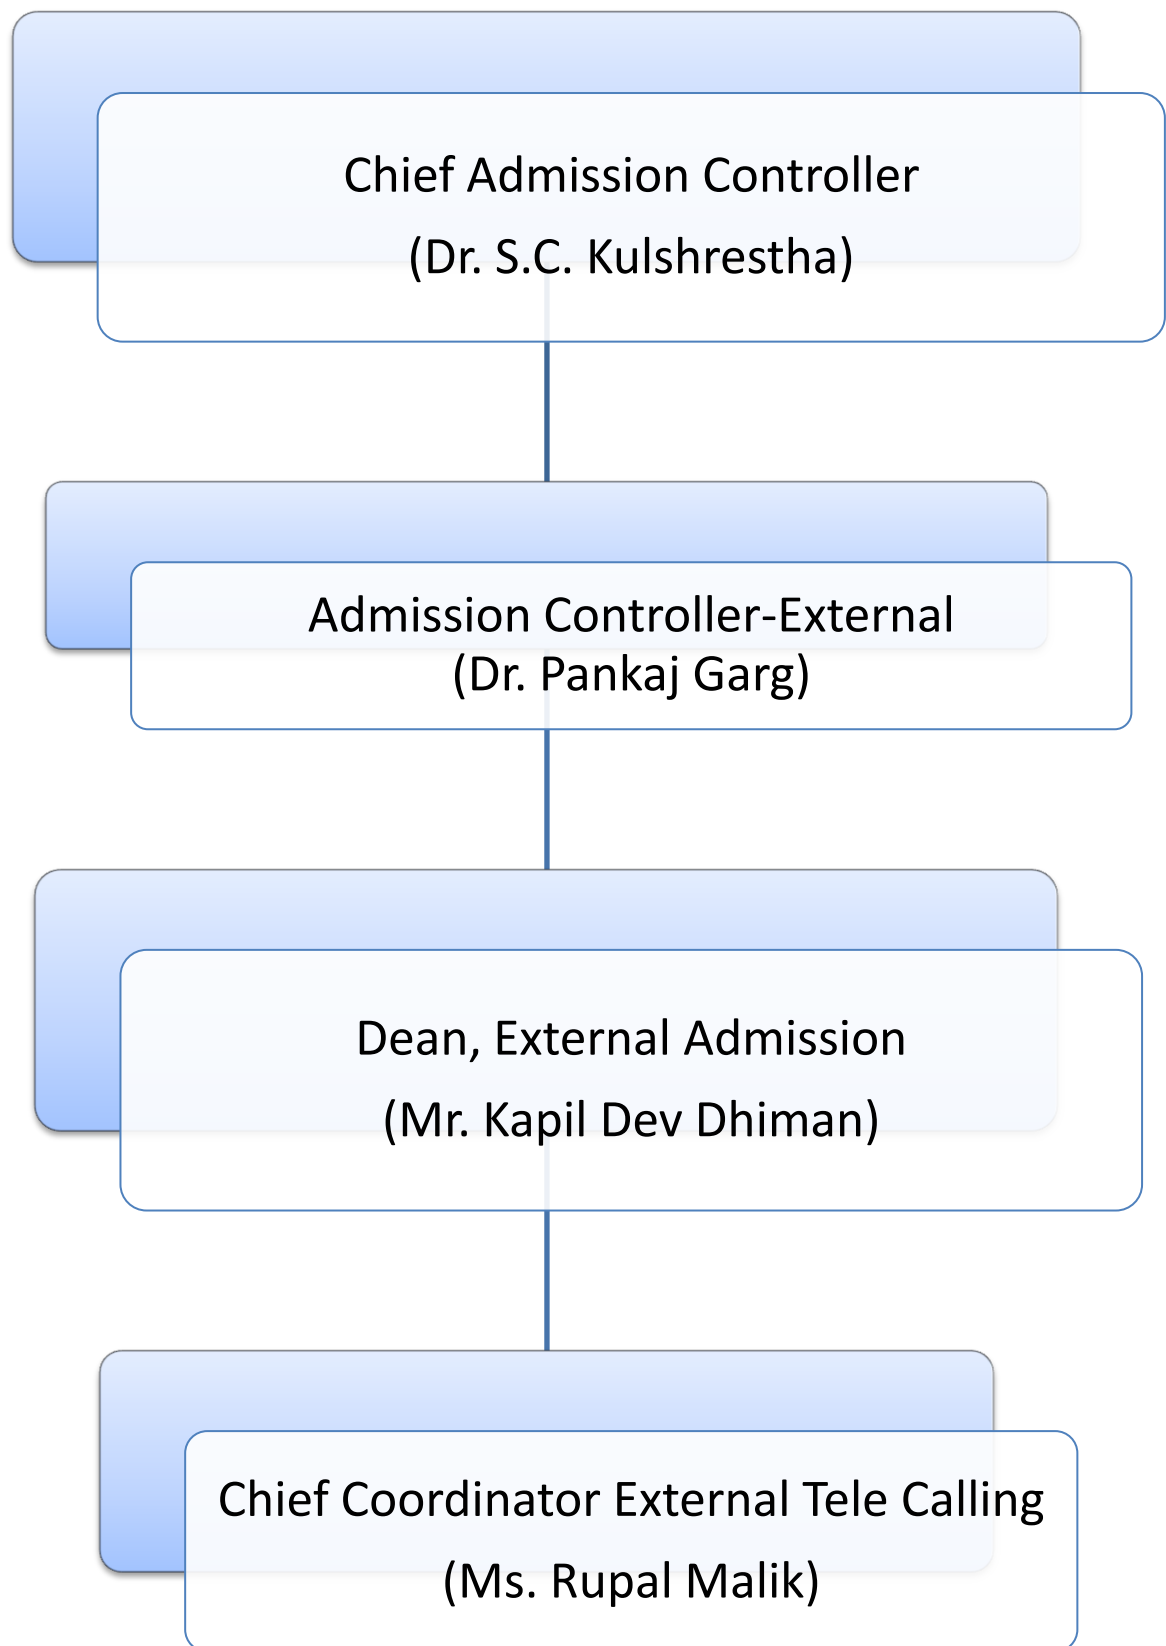 Chief Admission Controller
(Dr. S.C. Kulshrestha)
Admission Controller-External
(Dr. Pankaj Garg)
Dean, External Admission
(Mr. Kapil Dev Dhiman)
Chief Coordinator External Tele Calling
(Ms. Rupal Malik)